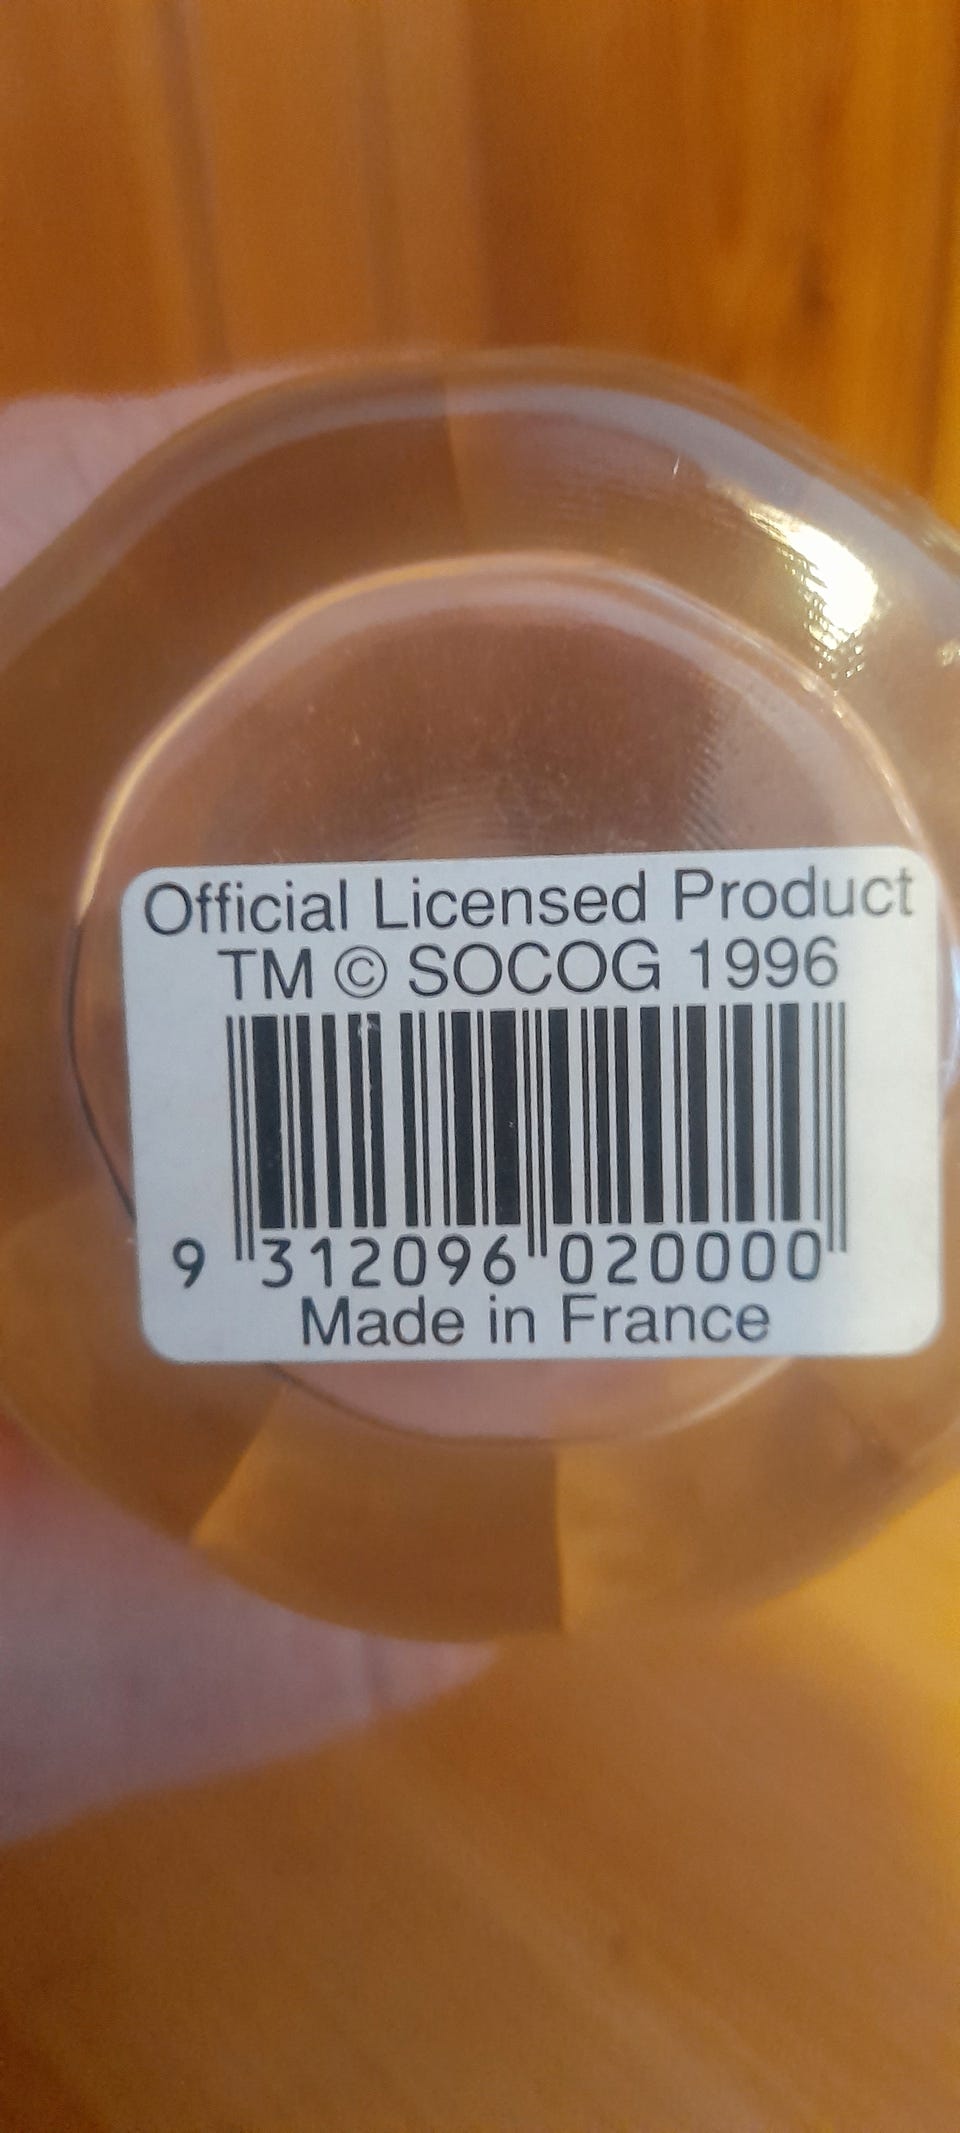 Official Licensed Product
TM © SOCOG 1996
9 312096 020000
Made in France